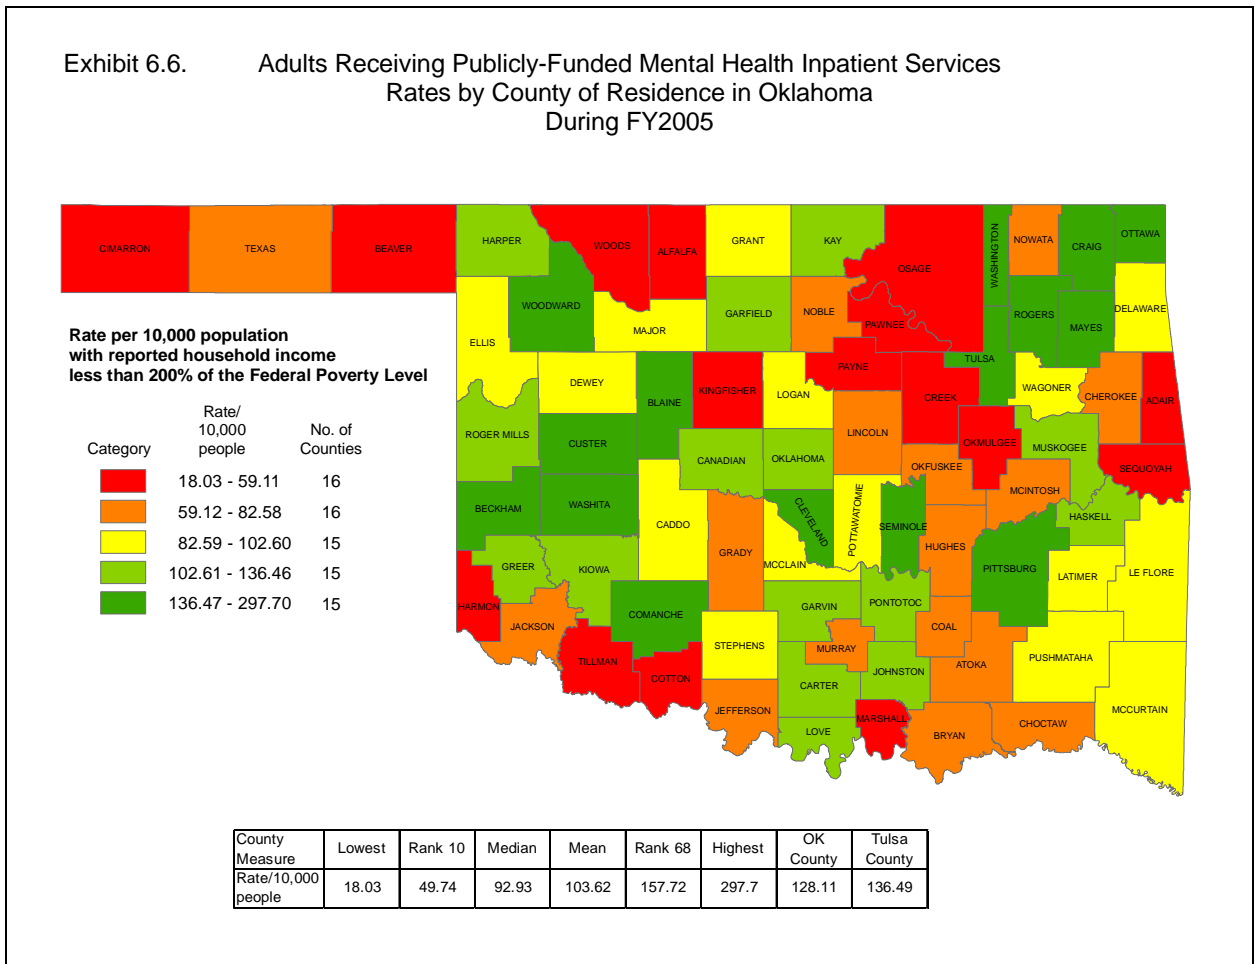 Exhibit 6.6. Adults Receiving Publicly-Funded Mental Health Inpatient Services
Rates by County of Residence in Oklahoma
During FY2005
CIMARRON
TEXAS
BEAVER
HARPER
WOODS
ALFALFA
GRANT
KAY
OSAGE
WASHINGTON
NOWATA
CRAIG
OTTAWA
WOODWARD
ELLIS
MAJOR
GARFIELD
NOBLE
PAWNEE
ROGERS
MAYES
DELAWARE
TULSA
DEWEY
BLAINE
KINGFISHER
LOGAN
PAYNE
CREEK
WAGONER
CHEROKEE
ADAIR
ROGER MILLS
CUSTER
CANADIAN
OKLAHOMA
LINCOLN
OKMULGEE
MUSKOGEE
OKFUSKEE
SEQUOYAH
MCINTOSH
BECKHAM
WASHITA
CADDO
CLEVELAND
POTTAWATOMIE
SEMINOLE
HASKELL
GRADY
MCCLAIN
HUGHES
PITTSBURG
LATIMER
LE FLORE
GREER
KIOWA
HARMON
JACKSON
COMANCHE
GARVIN
PONTOTOC
COAL
STEPHENS
MURRAY
TILLMAN
COTTON
CARTER
JOHNSTON
ATOKA
PUSHMATAHA
JEFFERSON
LOVE
MARSHALL
BRYAN
CHOCTAW
MCCURTAIN
Rate per 10,000 population
with reported household income
less than 200% of the Federal Poverty Level
Rate/
10,000 No. of
Category people Counties
18.03 - 59.11 16
59.12 - 82.58 16
82.59 - 102.60 15
102.61 - 136.46 15
136.47 - 297.70 15
County Measure Lowest Rank 10 Median Mean Rank 68 Highest OK County Tulsa County
Rate/10,000 people 18.03 49.74 92.93 103.62 157.72 297.7 128.11 136.49